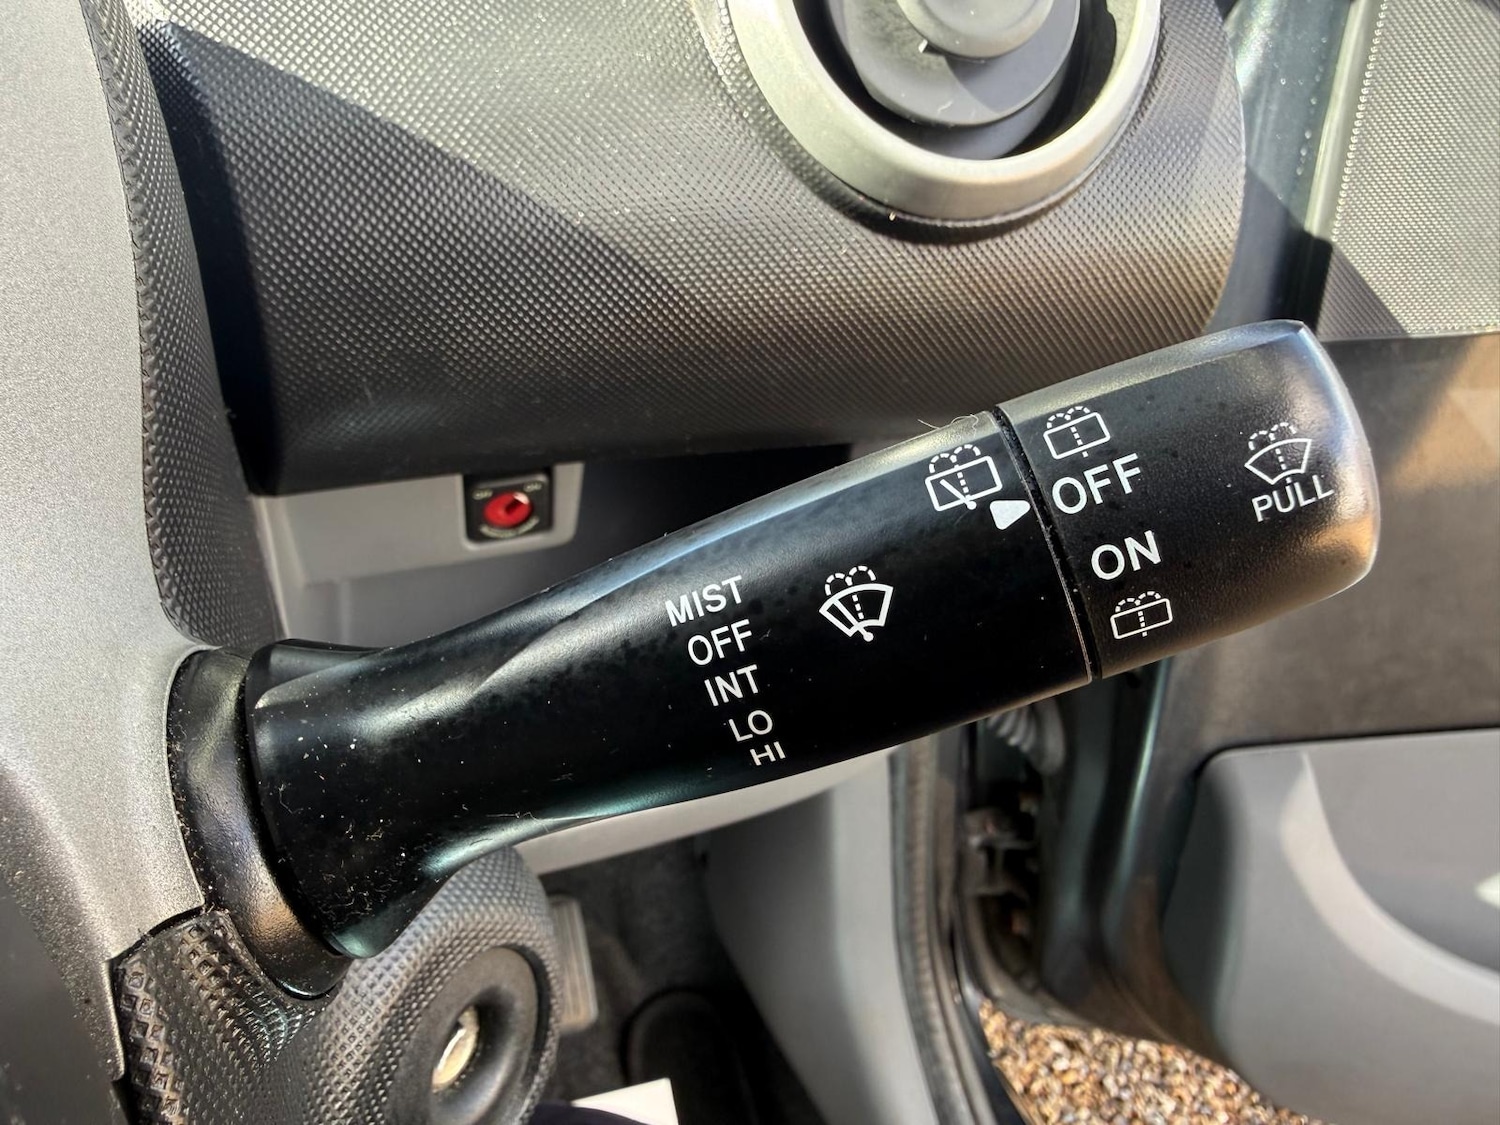 MIST
OFF
INT
LO
HI
OFF
ON
PULL